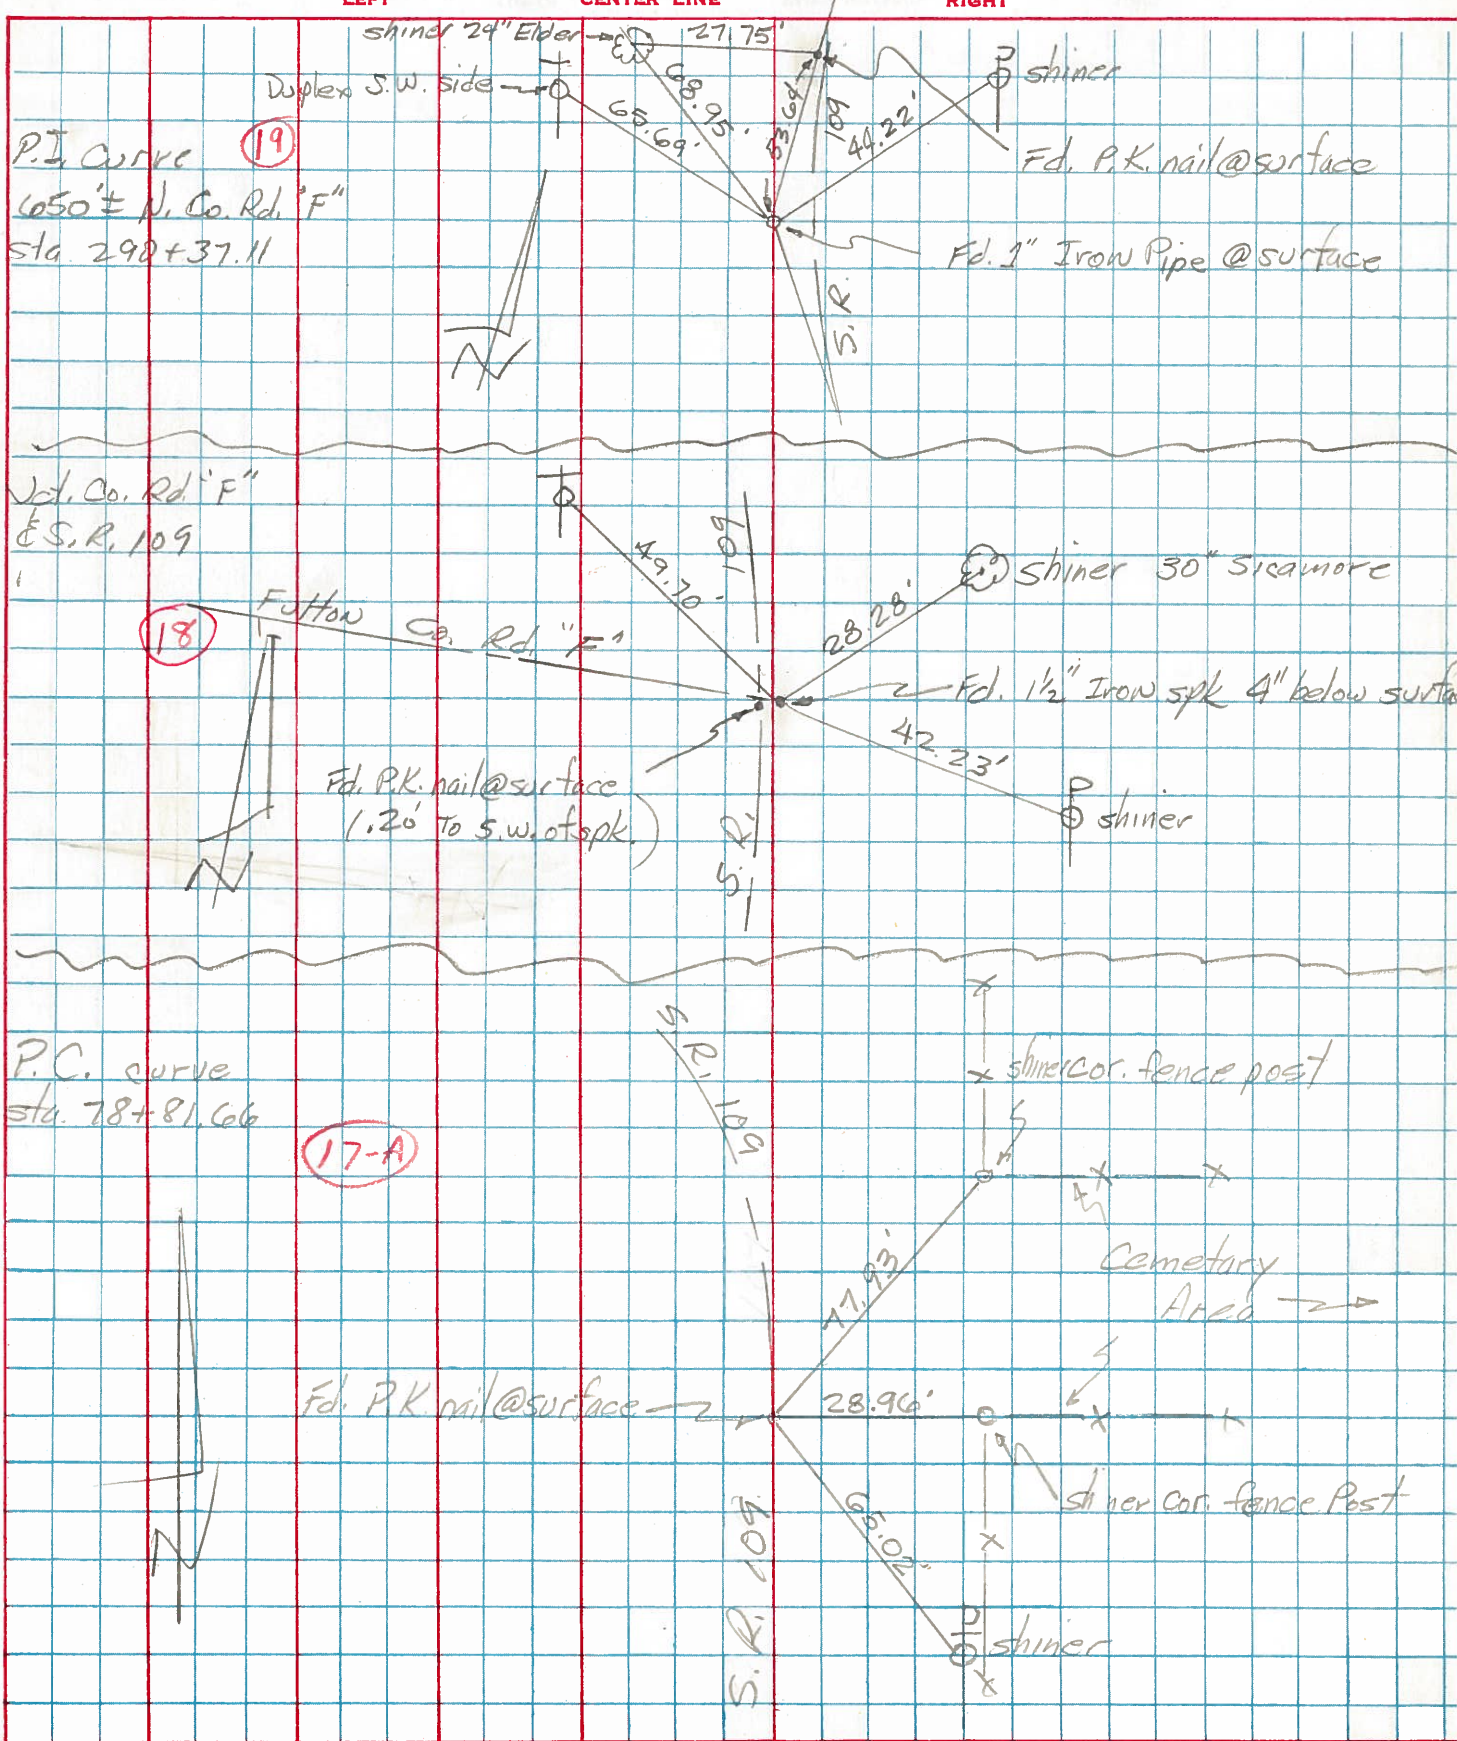 LEFT
CENTER LINE
RIGHT
shiner 24" Elder
27.75'
Duplex S.W. side
shiner
68.95'
65.69'
53.64
109
44.22'
19
P.I. Curve
650'± N. Co. Rd. "F"
sta. 290+37.11
Fd. P.K. nail@surface
Fd. 1" Iron Pipe @ surface
S.R.
N
Jct. Co. Rd. "F"
& S.R. 109
109
49.70'
shiner 30" Sicamore
28.28'
18
Fulton Co. Rd. "F"
Fd. 1½" Iron spk 4" below surfa
42.23'
Fd. P.K. nail@surface
(.20' To S.W. of spk.)
shiner
S.R.
N
S.R. 109
P.C. curve
sta. 78+81.66
shiner cor. fence post
17-A
77.93'
Cemetary
Area
Fd. P.K. nail@surface
28.96'
shiner cor. fence Post
65.02'
N
S.R. 109
shiner